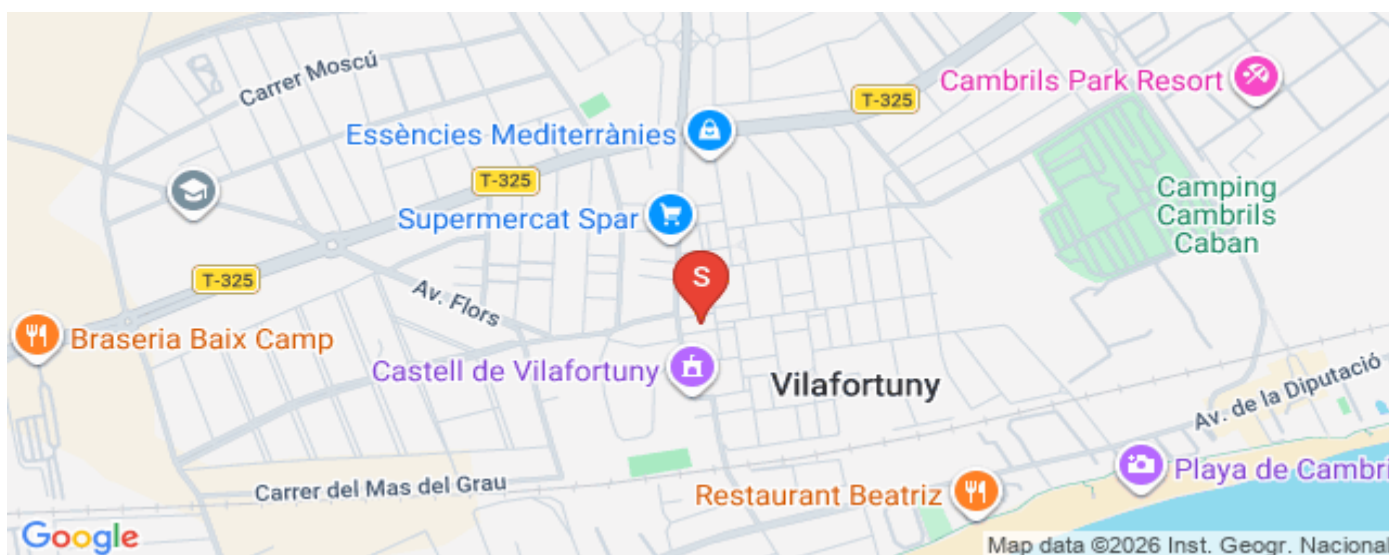 Carrer Moscú
Cambrils Park Resort
T-325
Essències Mediterrànies
T-325
Camping
Cambrils
Caban
Supermercat Spar
S
T-325
Av. Flors
Braseria Baix Camp
Castell de Vilafortuny
Vilafortuny
Av. de la Diputació
Playa de Cambri
Carrer del Mas del Grau
Restaurant Beatriz
Google
Map data ©2026 Inst. Geogr. Nacional